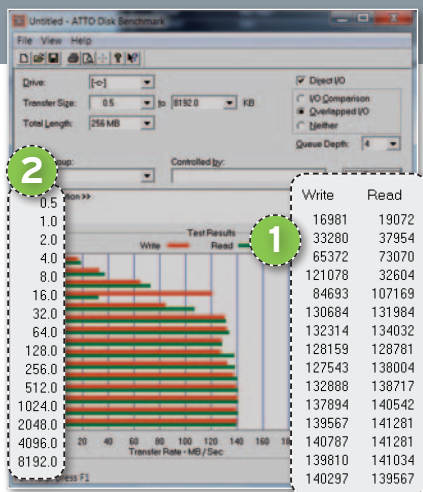 Untitled - ATTO Disk Benchmark
File View Help
Drive: [-c-] Direct I/O
Transfer Size: 0.5 to 8192.0 KB I/O Comparison
Overlapped I/O
Total Length: 256 MB Neither
Queue Depth: 4
Controlled by:
2
>>
0.5
1.0
2.0
4.0
8.0
16.0
32.0
64.0
128.0
256.0
512.0
1024.0
2048.0
4096.0
8192.0
Test Results
Write Read
1
Write Read
16981 19072
33280 37954
65372 73070
121078 32604
84693 107169
130684 131984
132314 134032
128159 128781
127543 138004
132888 138717
137894 140542
139567 141281
140787 141281
139810 141034
140297 139567
20 40 60 80 100 120 140 160
Transfer Rate - MB / Sec
F1